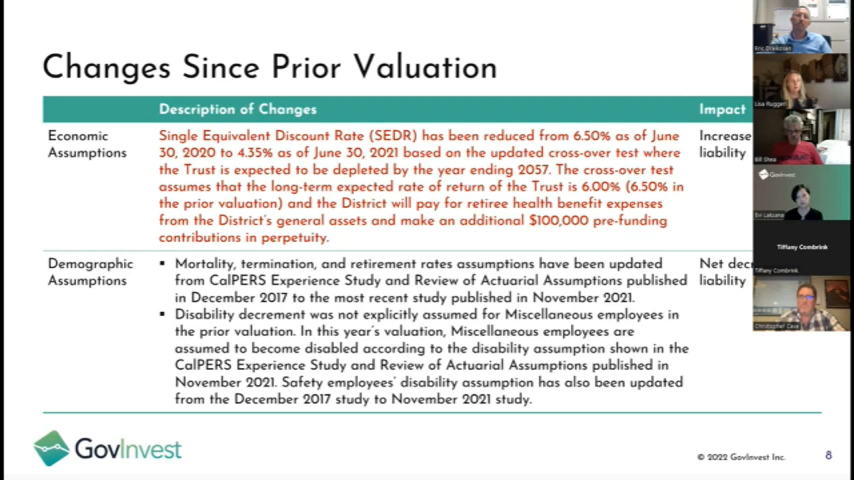 Changes Since Prior Valuation
Description of Changes
Impact
Economic
Assumptions
Single Equivalent Discount Rate (SEDR) has been reduced from 6.50% as of June
30, 2020 to 4.35% as of June 30, 2021 based on the updated cross-over test where
the Trust is expected to be depleted by the year ending 2057. The cross-over test
assumes that the long-term expected rate of return of the Trust is 6.00% (6.50% in
the prior valuation) and the District will pay for retiree health benefit expenses
from the District's general assets and make an additional $100,000 pre-funding
contributions in perpetuity.
Increase
liability
Demographic
Assumptions
▪ Mortality, termination, and retirement rates assumptions have been updated
from CalPERS Experience Study and Review of Actuarial Assumptions published
in December 2017 to the most recent study published in November 2021.
▪ Disability decrement was not explicitly assumed for Miscellaneous employees in
the prior valuation. In this year's valuation, Miscellaneous employees are
assumed to become disabled according to the disability assumption shown in the
CalPERS Experience Study and Review of Actuarial Assumptions published in
November 2021. Safety employees' disability assumption has also been updated
from the December 2017 study to November 2021 study.
Net dec
liability
GovInvest
© 2022 GovInvest Inc.
8
Lisa Ruggeri
Bill Shea
GovInvest
Tiffany Combrink
Tiffany Combrink
Christopher Cava